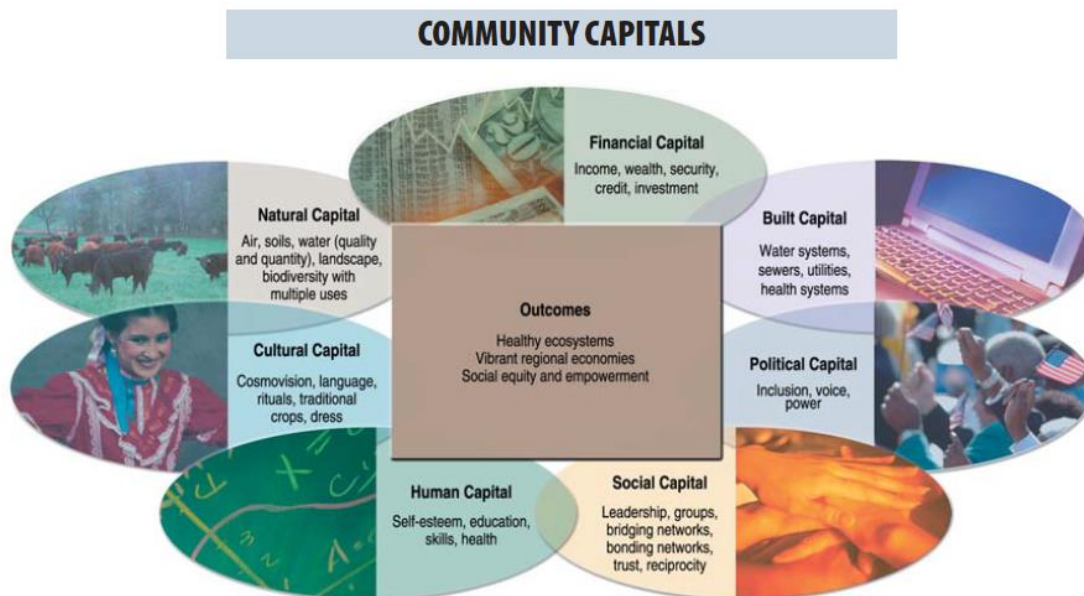 COMMUNITY CAPITALS
Financial Capital
Income, wealth, security,
credit, investment
Natural Capital
Air, soils, water (quality
and quantity), landscape,
biodiversity with
multiple uses
Built Capital
Water systems,
sewers, utilities,
health systems
Outcomes
Healthy ecosystems
Vibrant regional economies
Social equity and empowerment
Cultural Capital
Cosmovision, language,
rituals, traditional
crops, dress
Political Capital
Inclusion, voice,
power
Human Capital
Self-esteem, education,
skills, health
Social Capital
Leadership, groups,
bridging networks,
bonding networks,
trust, reciprocity